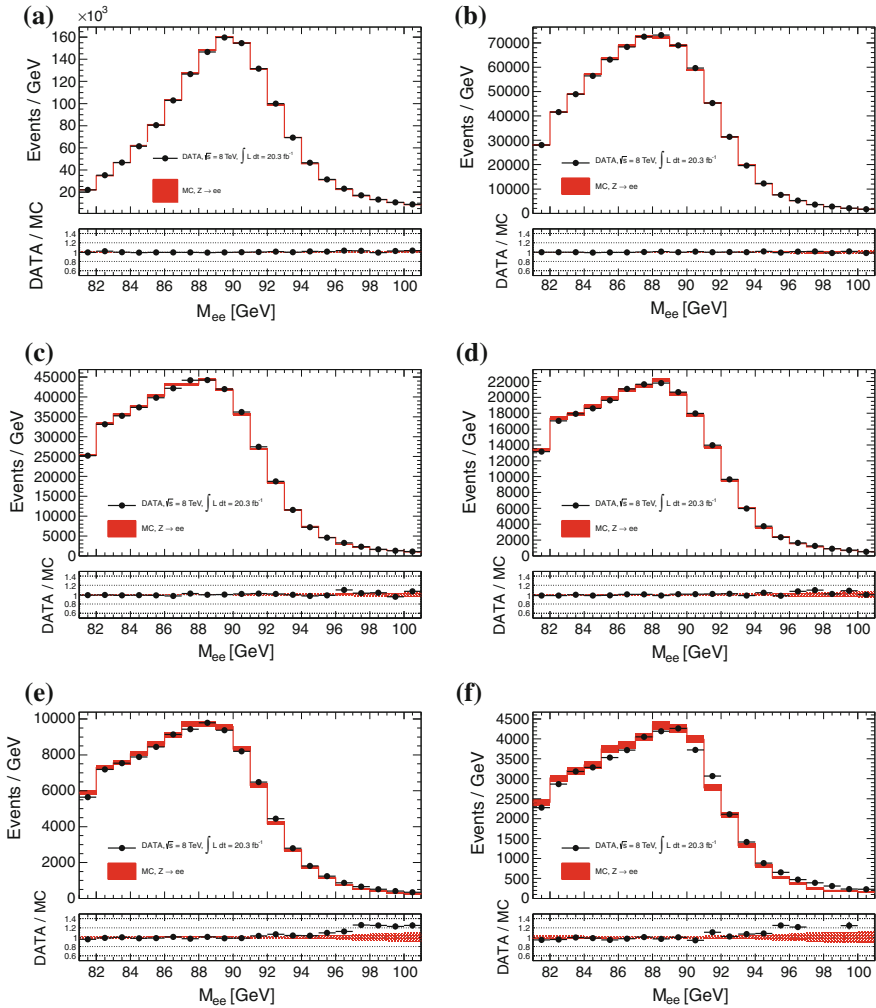 (a)
×10³
160
140
120
100
80
60
40
20
Events / GeV
DATA, √s = 8 TeV, ∫ L dt = 20.3 fb⁻¹
MC, Z → ee
1.4
1.2
1
0.8
0.6
DATA / MC
82 84 86 88 90 92 94 96 98 100
M_ee [GeV]
(b)
70000
60000
50000
40000
30000
20000
10000
0
Events / GeV
DATA, √s = 8 TeV, ∫ L dt = 20.3 fb⁻¹
MC, Z → ee
1.4
1.2
1
0.8
0.6
DATA / MC
82 84 86 88 90 92 94 96 98 100
M_ee [GeV]
(c)
45000
40000
35000
30000
25000
20000
15000
10000
5000
0
Events / GeV
DATA, √s = 8 TeV, ∫ L dt = 20.3 fb⁻¹
MC, Z → ee
1.4
1.2
1
0.8
0.6
DATA / MC
82 84 86 88 90 92 94 96 98 100
M_ee [GeV]
(d)
22000
20000
18000
16000
14000
12000
10000
8000
6000
4000
2000
0
Events / GeV
DATA, √s = 8 TeV, ∫ L dt = 20.3 fb⁻¹
MC, Z → ee
1.4
1.2
1
0.8
0.6
DATA / MC
82 84 86 88 90 92 94 96 98 100
M_ee [GeV]
(e)
10000
8000
6000
4000
2000
0
Events / GeV
DATA, √s = 8 TeV, ∫ L dt = 20.3 fb⁻¹
MC, Z → ee
1.4
1.2
1
0.8
0.6
DATA / MC
82 84 86 88 90 92 94 96 98 100
M_ee [GeV]
(f)
4500
4000
3500
3000
2500
2000
1500
1000
500
0
Events / GeV
DATA, √s = 8 TeV, ∫ L dt = 20.3 fb⁻¹
MC, Z → ee
1.4
1.2
1
0.8
0.6
DATA / MC
82 84 86 88 90 92 94 96 98 100
M_ee [GeV]